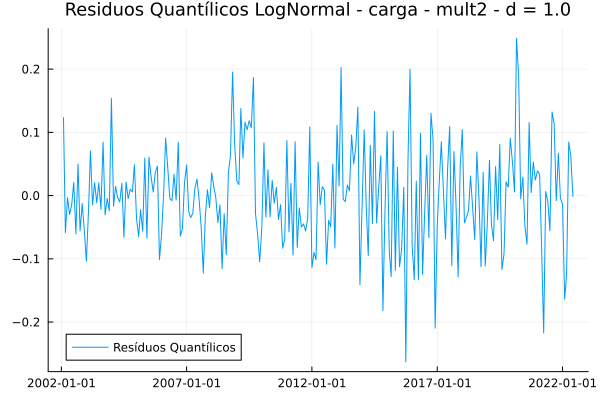 Residuos Quantílicos LogNormal - carga - mult2 - d = 1.0
0.2
0.1
0.0
−0.1
−0.2
Resíduos Quantílicos
2002-01-01 2007-01-01 2012-01-01 2017-01-01 2022-01-01